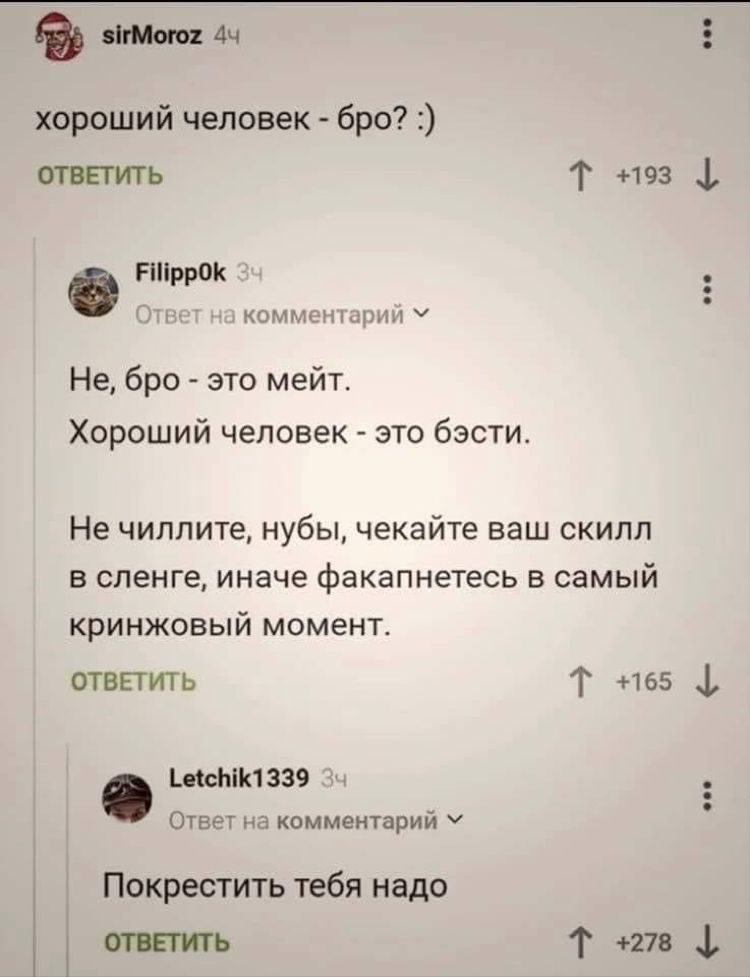 sirMoroz 4ч
хороший человек - бро? :)
ОТВЕТИТЬ +193
Filipp0k 3ч
Ответ на комментарий
Не, бро - это мейт.
Хороший человек - это бэсти.
Не чиллите, нубы, чекайте ваш скилл
в сленге, иначе факапнетесь в самый
кринжовый момент.
ОТВЕТИТЬ +165
Letchik1339 3ч
Ответ на комментарий
Покрестить тебя надо
ОТВЕТИТЬ +278